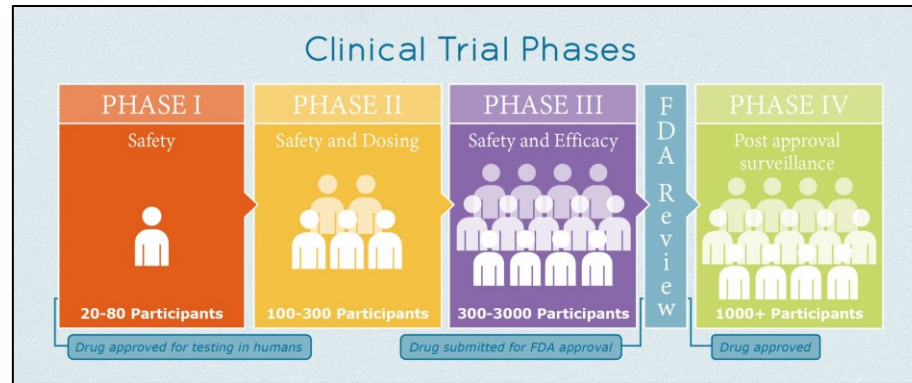 Clinical Trial Phases
PHASE I
Safety
20-80 Participants
PHASE II
Safety and Dosing
100-300 Participants
PHASE III
Safety and Efficacy
300-3000 Participants
FDA Review
PHASE IV
Post approval
surveillance
1000+ Participants
Drug approved for testing in humans
Drug submitted for FDA approval
Drug approved